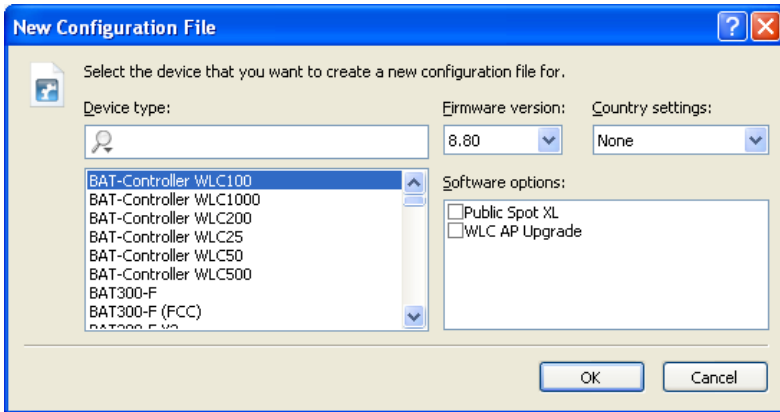 New Configuration File
Select the device that you want to create a new configuration file for.
Device type:
Firmware version:
Country settings:
8.80
None
BAT-Controller WLC100
BAT-Controller WLC1000
BAT-Controller WLC200
BAT-Controller WLC25
BAT-Controller WLC50
BAT-Controller WLC500
BAT300-F
BAT300-F (FCC)
Software options:
Public Spot XL
WLC AP Upgrade
OK
Cancel